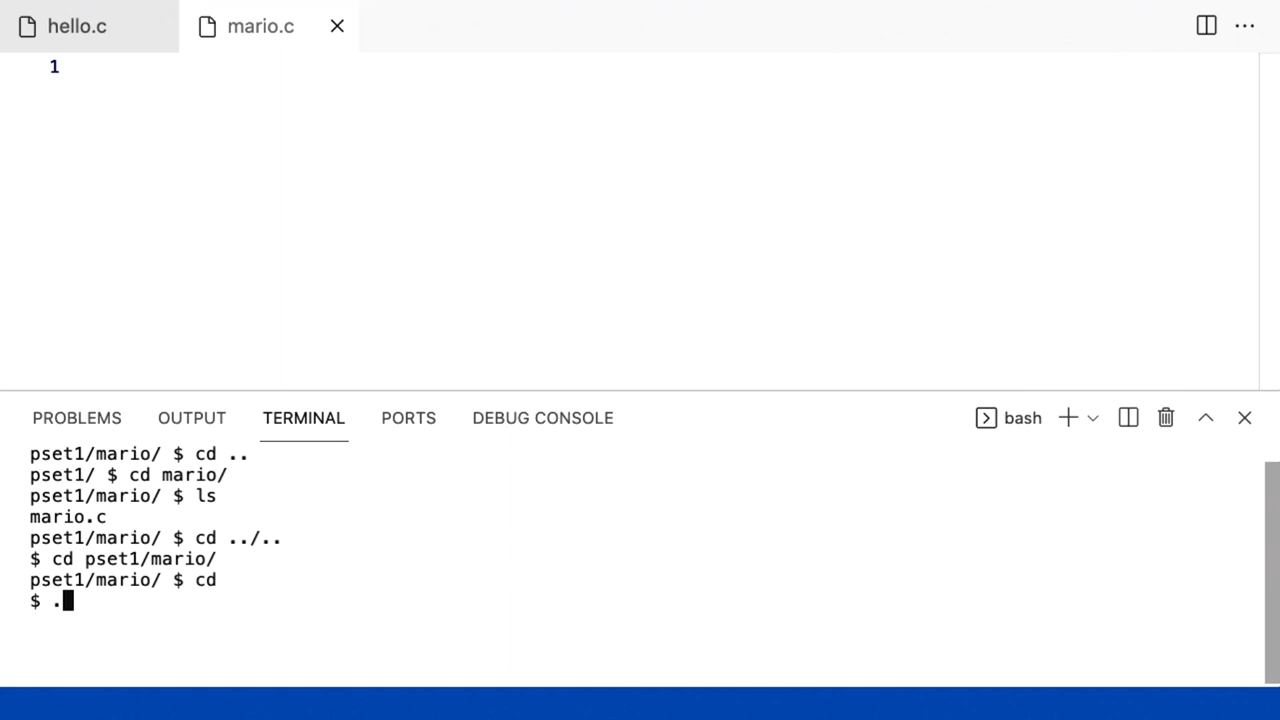 hello.c mario.c
1
PROBLEMS OUTPUT TERMINAL PORTS DEBUG CONSOLE bash
pset1/mario/ $ cd ..
pset1/ $ cd mario/
pset1/mario/ $ ls
mario.c
pset1/mario/ $ cd ../..
$ cd pset1/mario/
pset1/mario/ $ cd
$ .